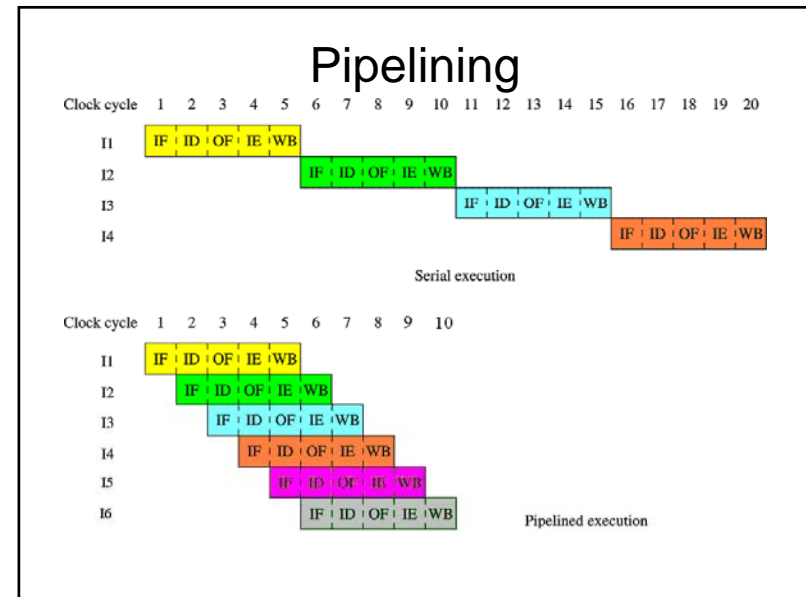 Pipelining
Clock cycle 1 2 3 4 5 6 7 8 9 10 11 12 13 14 15 16 17 18 19 20
I1 IF ID OF IE WB
I2 IF ID OF IE WB
I3 IF ID OF IE WB
I4 IF ID OF IE WB
Serial execution
Clock cycle 1 2 3 4 5 6 7 8 9 10
I1 IF ID OF IE WB
I2 IF ID OF IE WB
I3 IF ID OF IE WB
I4 IF ID OF IE WB
I5 IF ID OF IE WB
I6 IF ID OF IE WB
Pipelined execution